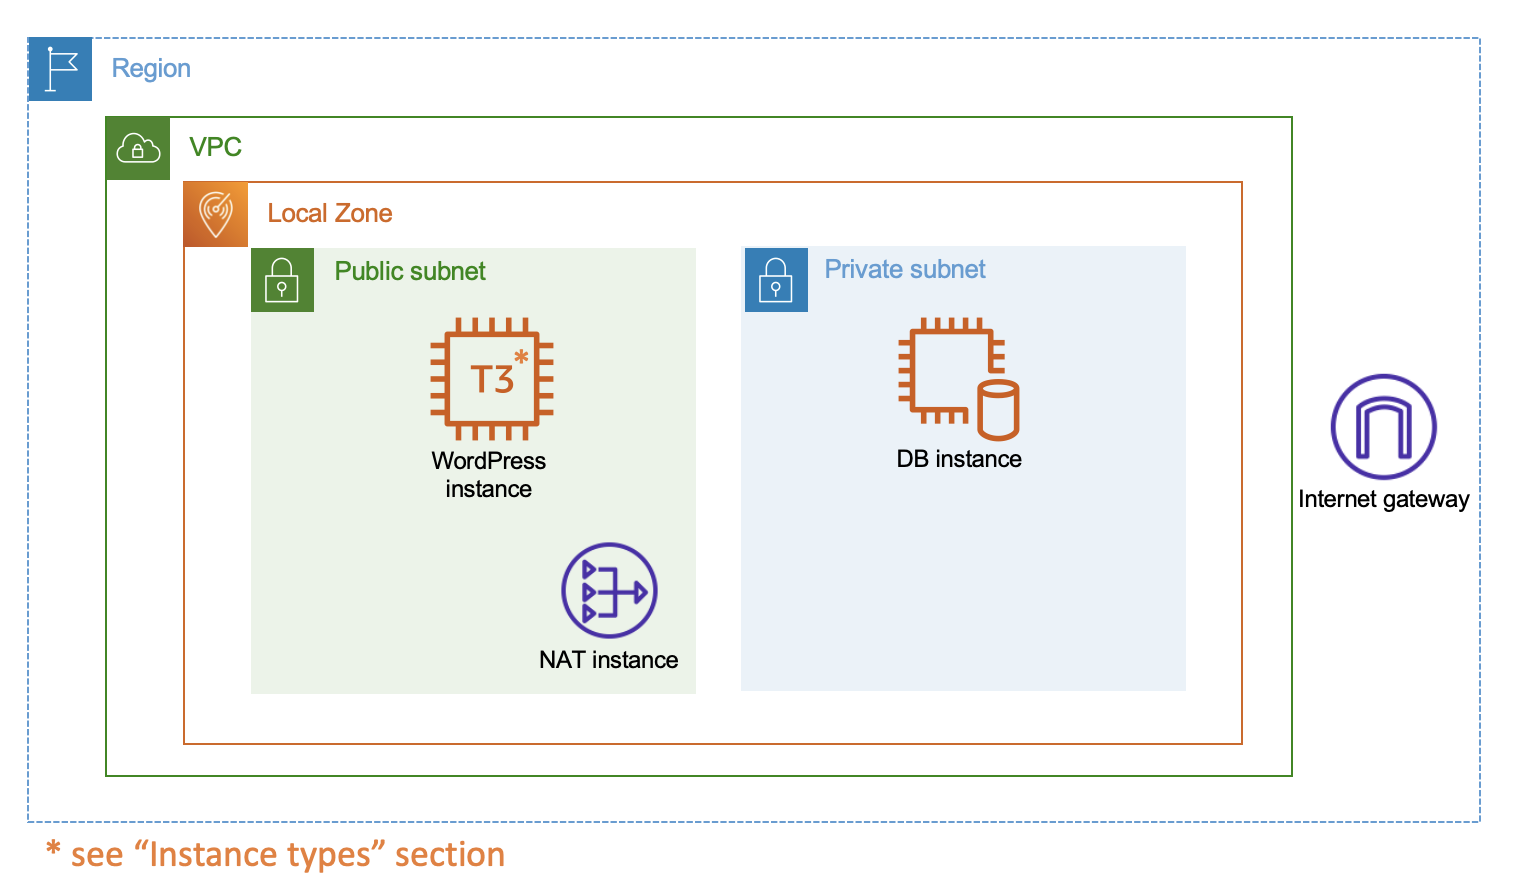 Region
VPC
Local Zone
Public subnet
Private subnet
T3*
WordPress
instance
DB instance
Internet gateway
NAT instance
* see “Instance types” section